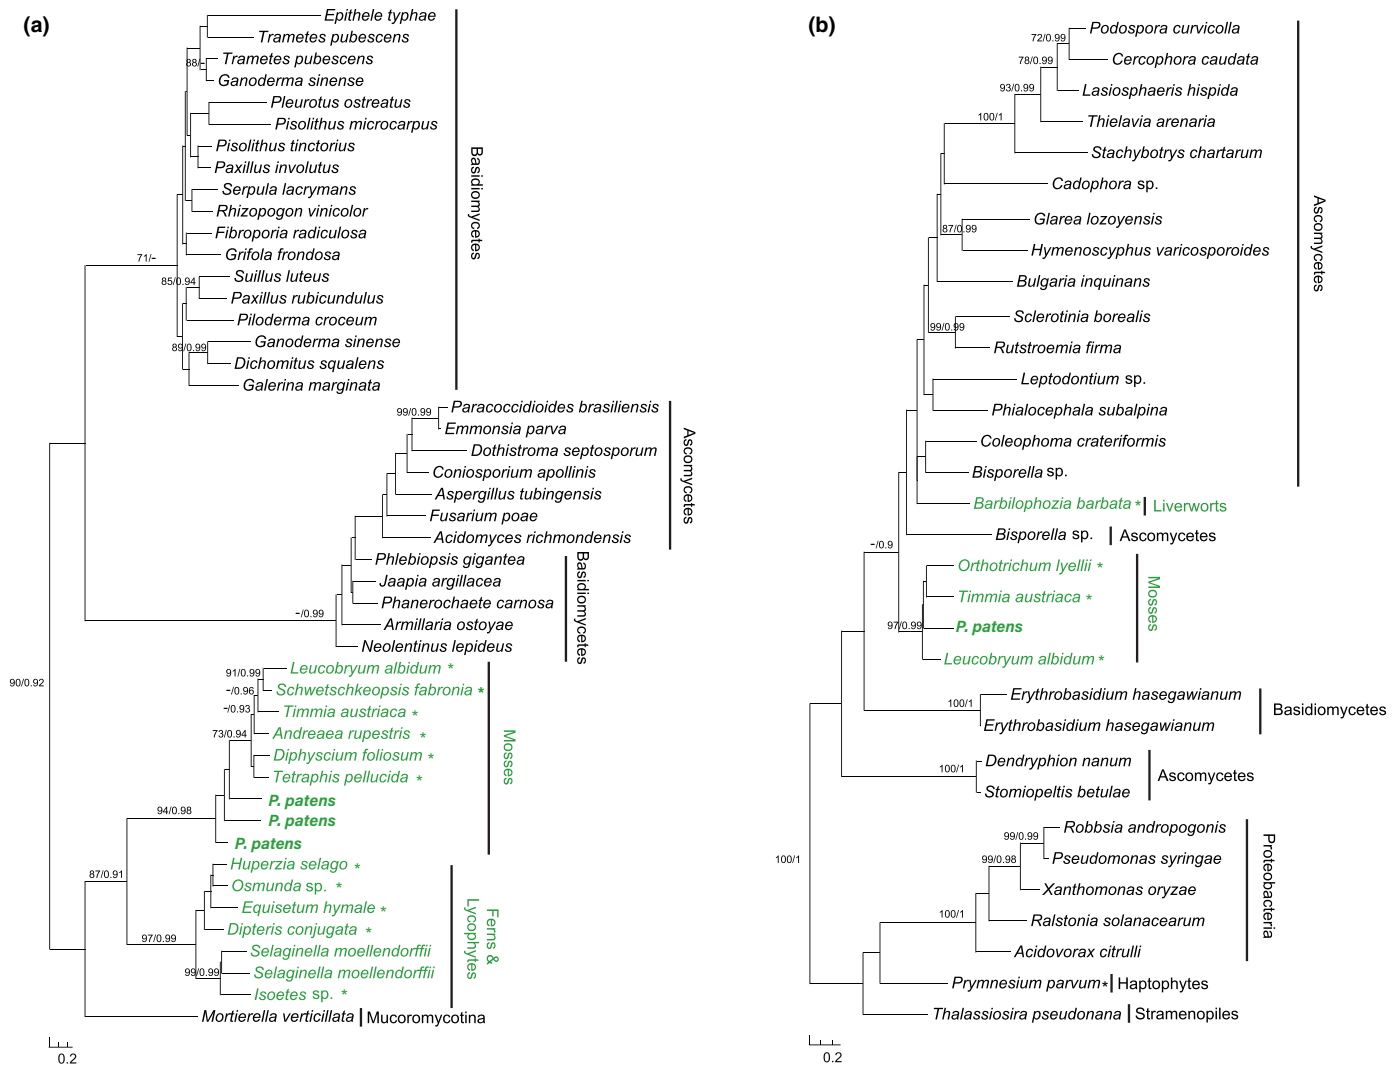 (a)
Epithele typhae
Trametes pubescens
Trametes pubescens
88/-
Ganoderma sinense
Pleurotus ostreatus
Pisolithus microcarpus
Pisolithus tinctorius
Paxillus involutus
Serpula lacrymans
Rhizopogon vinicolor
Fibroporia radiculosa
Grifola frondosa
71/-
Suillus luteus
85/0.94
Paxillus rubicundulus
Piloderma croceum
Ganoderma sinense
89/0.99
Dichomitus squalens
Galerina marginata
Basidiomycetes
Paracoccidioides brasiliensis
99/0.99
Emmonsia parva
Dothistroma septosporum
Coniosporium apollinis
Aspergillus tubingensis
Fusarium poae
Acidomyces richmondensis
Ascomycetes
Phlebiopsis gigantea
Jaapia argillacea
Phanerochaete carnosa
-/0.99
Armillaria ostoyae
Neolentinus lepideus
Basidiomycetes
90/0.92
Leucobryum albidum *
91/0.99
Schwetschkeopsis fabronia *
-/0.96
Timmia austriaca *
-/0.93
Andreaea rupestris *
73/0.94
Diphyscium foliosum *
Tetraphis pellucida *
P. patens
94/0.98
P. patens
P. patens
Mosses
Huperzia selago *
87/0.91
Osmunda sp. *
Equisetum hymale *
Dipteris conjugata *
97/0.99
Selaginella moellendorffii
99/0.99
Selaginella moellendorffii
Isoetes sp. *
Ferns &
Lycophytes
Mortierella verticillata
Mucoromycotina
0.2
(b)
Podospora curvicolla
72/0.99
Cercophora caudata
78/0.99
Lasiosphaeris hispida
93/0.99
Thielavia arenaria
100/1
Stachybotrys chartarum
Cadophora sp.
Glarea lozoyensis
87/0.99
Hymenoscyphus varicosporoides
Bulgaria inquinans
Sclerotinia borealis
99/0.99
Rutstroemia firma
Leptodontium sp.
Phialocephala subalpina
Coleophoma crateriformis
Bisporella sp.
Ascomycetes
Barbilophozia barbata *
Liverworts
Bisporella sp.
Ascomycetes
-/0.9
Orthotrichum lyellii *
Timmia austriaca *
97/0.99
P. patens
Leucobryum albidum *
Mosses
Erythrobasidium hasegawianum
100/1
Erythrobasidium hasegawianum
Basidiomycetes
Dendryphion nanum
100/1
Stomiopeltis betulae
Ascomycetes
Robbsia andropogonis
99/0.99
Pseudomonas syringae
99/0.98
100/1
Xanthomonas oryzae
100/1
Ralstonia solanacearum
Acidovorax citrulli
Proteobacteria
Prymnesium parvum*
Haptophytes
Thalassiosira pseudonana
Stramenopiles
0.2